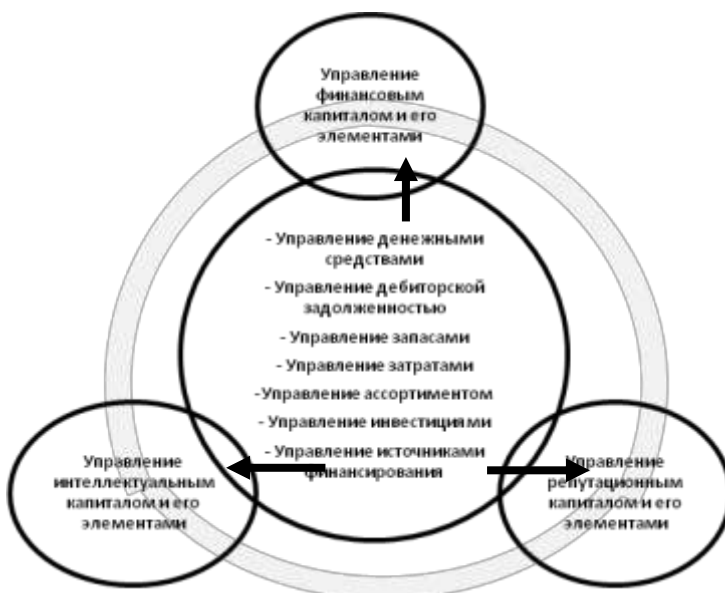 Управление
финансовым
капиталом и его
элементами
- Управление денежными
средствами
- Управление дебиторской
задолженностью
- Управление запасами
- Управление затратами
-Управление ассортиментом
- Управление инвестициями
- Управление источниками
финансирования
Управление
интеллектуальным
капиталом и его
элементами
Управление
репутационным
капиталом и его
элементами